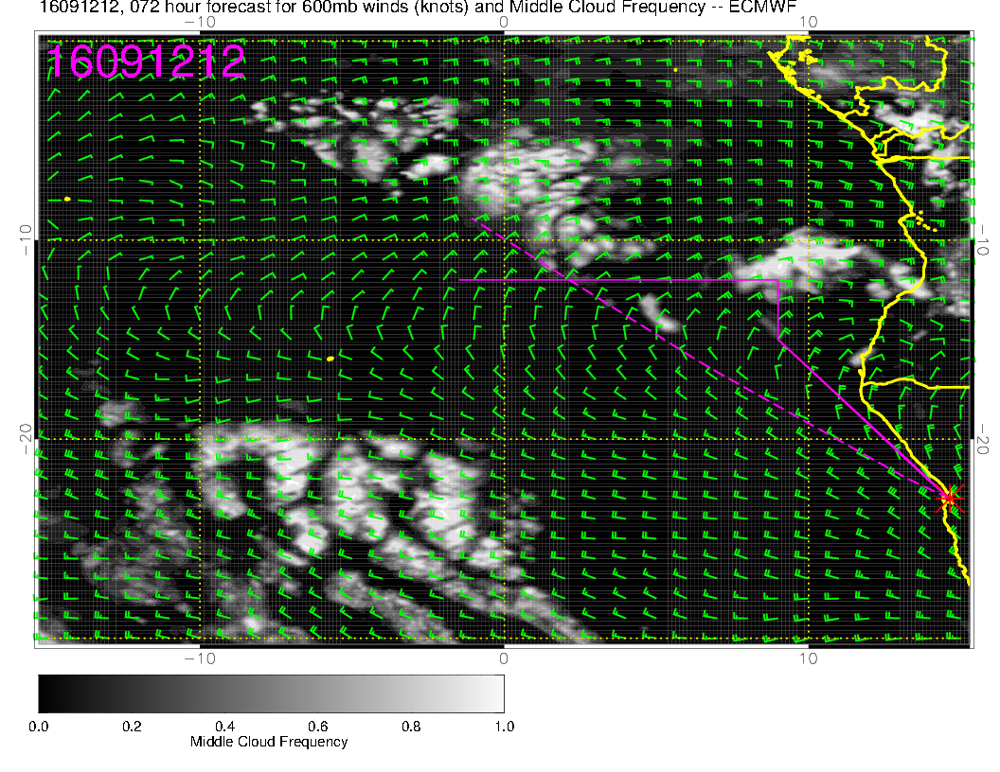 16091212, 072 hour forecast for 600mb winds (knots) and Middle Cloud Frequency -- ECMWF
−10 0 10
16091212
−10 −10
−20 −20
−10 0 10
0.0 0.2 0.4 0.6 0.8 1.0
Middle Cloud Frequency